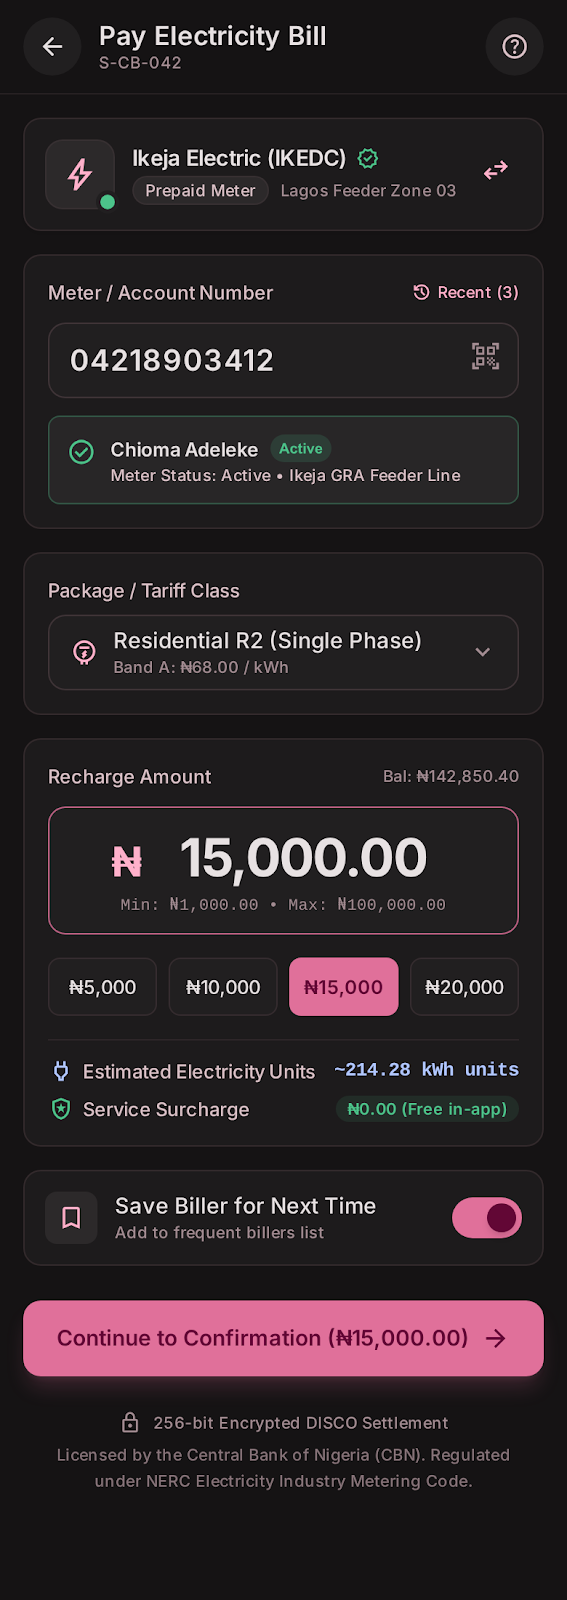 Pay Electricity Bill
S-CB-042
Ikeja Electric (IKEDC)
Prepaid Meter Lagos Feeder Zone 03
Meter / Account Number Recent (3)
04218903412
Chioma Adeleke Active
Meter Status: Active • Ikeja GRA Feeder Line
Package / Tariff Class
Residential R2 (Single Phase)
Band A: ₦68.00 / kWh
Recharge Amount Bal: ₦142,850.40
₦ 15,000.00
Min: ₦1,000.00 • Max: ₦100,000.00
₦5,000 ₦10,000 ₦15,000 ₦20,000
Estimated Electricity Units ~214.28 kWh units
Service Surcharge ₦0.00 (Free in-app)
Save Biller for Next Time
Add to frequent billers list
Continue to Confirmation (₦15,000.00)
256-bit Encrypted DISCO Settlement
Licensed by the Central Bank of Nigeria (CBN). Regulated
under NERC Electricity Industry Metering Code.